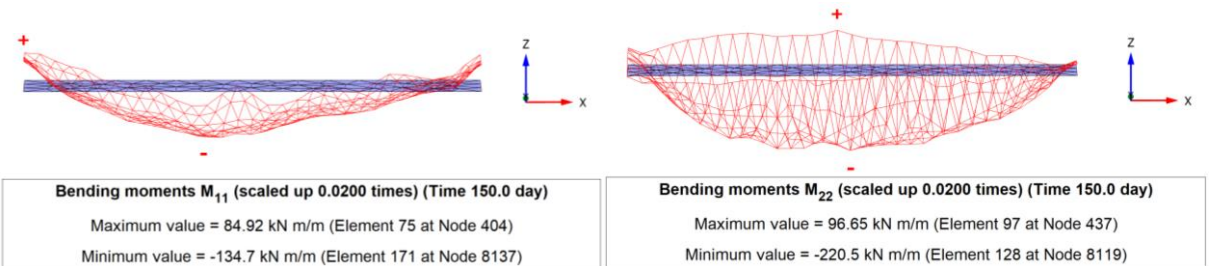 +
Z
X
-
Bending moments M11 (scaled up 0.0200 times) (Time 150.0 day)
Maximum value = 84.92 kN m/m (Element 75 at Node 404)
Minimum value = -134.7 kN m/m (Element 171 at Node 8137)
+
Z
X
-
Bending moments M22 (scaled up 0.0200 times) (Time 150.0 day)
Maximum value = 96.65 kN m/m (Element 97 at Node 437)
Minimum value = -220.5 kN m/m (Element 128 at Node 8119)